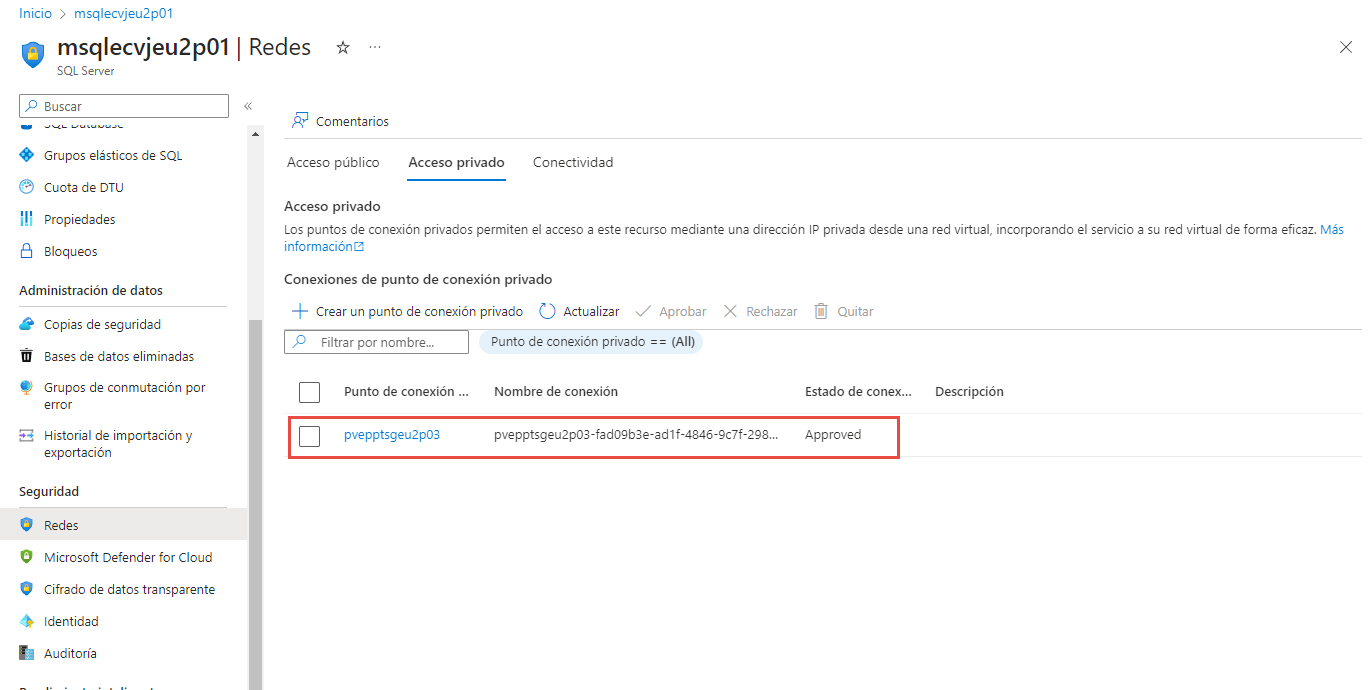 Inicio > msqlecvjeu2p01
msqlecvjeu2p01 | Redes
SQL Server
Buscar
SQL Database
Grupos elásticos de SQL
Cuota de DTU
Propiedades
Bloqueos
Administración de datos
Copias de seguridad
Bases de datos eliminadas
Grupos de conmutación por
error
Historial de importación y
exportación
Seguridad
Redes
Microsoft Defender for Cloud
Cifrado de datos transparente
Identidad
Auditoría
Comentarios
Acceso público Acceso privado Conectividad
Acceso privado
Los puntos de conexión privados permiten el acceso a este recurso mediante una dirección IP privada desde una red virtual, incorporando el servicio a su red virtual de forma eficaz. Más
información
Conexiones de punto de conexión privado
Crear un punto de conexión privado Actualizar Aprobar Rechazar Quitar
Filtrar por nombre... Punto de conexión privado == (All)
Punto de conexión ... Nombre de conexión Estado de conex... Descripción
pvepptsgeu2p03 pvepptsgeu2p03-fad09b3e-ad1f-4846-9c7f-298... Approved